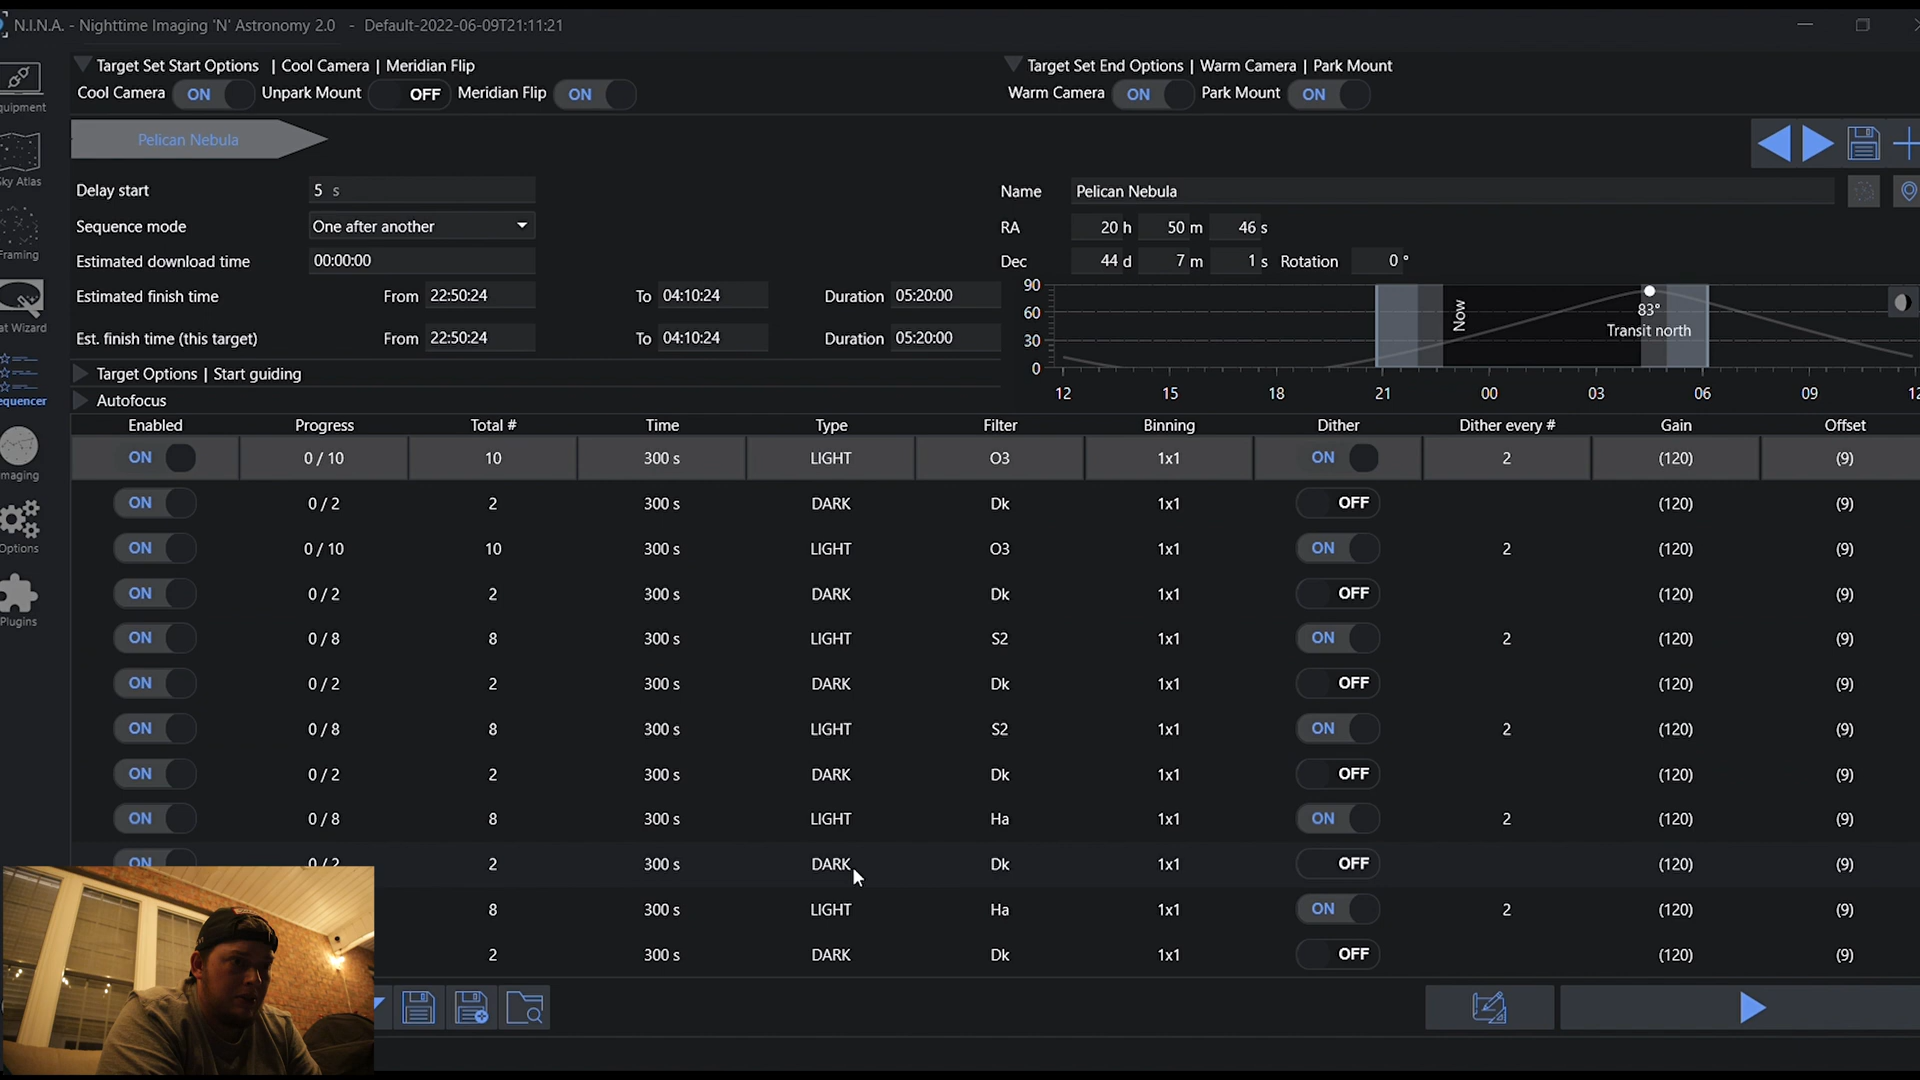 N.I.N.A. - Nighttime Imaging 'N' Astronomy 2.0 - Default-2022-06-09T21:11:21
Target Set Start Options | Cool Camera | Meridian Flip
Target Set End Options | Warm Camera | Park Mount
Cool Camera ON Unpark Mount OFF Meridian Flip ON
Warm Camera ON Park Mount ON
quipment
ky Atlas
Framing
at Wizard
equencer
maging
Options
Plugins
Pelican Nebula
Delay start 5 s
Sequence mode One after another
Estimated download time 00:00:00
Estimated finish time From 22:50:24 To 04:10:24 Duration 05:20:00
Est. finish time (this target) From 22:50:24 To 04:10:24 Duration 05:20:00
Target Options | Start guiding
Autofocus
Name Pelican Nebula
RA 20 h 50 m 46 s
Dec 44 d 7 m 1 s Rotation 0 °
90
60
30
0
Now
83°
Transit north
12 15 18 21 00 03 06 09 12
Enabled Progress Total # Time Type Filter Binning Dither Dither every # Gain Offset
ON 0 / 10 10 300 s LIGHT O3 1x1 ON 2 (120) (9)
ON 0 / 2 2 300 s DARK Dk 1x1 OFF (120) (9)
ON 0 / 10 10 300 s LIGHT O3 1x1 ON 2 (120) (9)
ON 0 / 2 2 300 s DARK Dk 1x1 OFF (120) (9)
ON 0 / 8 8 300 s LIGHT S2 1x1 ON 2 (120) (9)
ON 0 / 2 2 300 s DARK Dk 1x1 OFF (120) (9)
ON 0 / 8 8 300 s LIGHT S2 1x1 ON 2 (120) (9)
ON 0 / 2 2 300 s DARK Dk 1x1 OFF (120) (9)
ON 0 / 8 8 300 s LIGHT Ha 1x1 ON 2 (120) (9)
ON 0 / 2 2 300 s DARK Dk 1x1 OFF (120) (9)
8 300 s LIGHT Ha 1x1 ON 2 (120) (9)
2 300 s DARK Dk 1x1 OFF (120) (9)